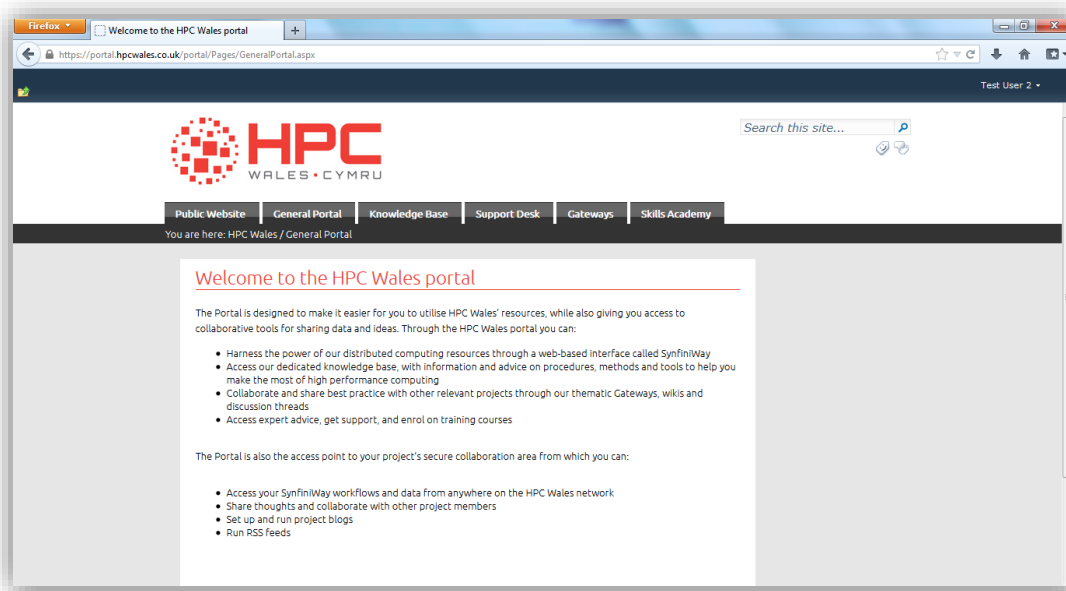 Firefox
Welcome to the HPC Wales portal
https://portal.hpcwales.co.uk/portal/Pages/GeneralPortal.aspx
Test User 2
HPC
WALES • CYMRU
Search this site...
Public Website General Portal Knowledge Base Support Desk Gateways Skills Academy
You are here: HPC Wales / General Portal
Welcome to the HPC Wales portal
The Portal is designed to make it easier for you to utilise HPC Wales' resources, while also giving you access to
collaborative tools for sharing data and ideas. Through the HPC Wales portal you can:
• Harness the power of our distributed computing resources through a web-based interface called SynfiniWay
• Access our dedicated knowledge base, with information and advice on procedures, methods and tools to help you
make the most of high performance computing
• Collaborate and share best practice with other relevant projects through our thematic Gateways, wikis and
discussion threads
• Access expert advice, get support, and enrol on training courses
The Portal is also the access point to your project's secure collaboration area from which you can:
• Access your SynfiniWay workflows and data from anywhere on the HPC Wales network
• Share thoughts and collaborate with other project members
• Set up and run project blogs
• Run RSS feeds